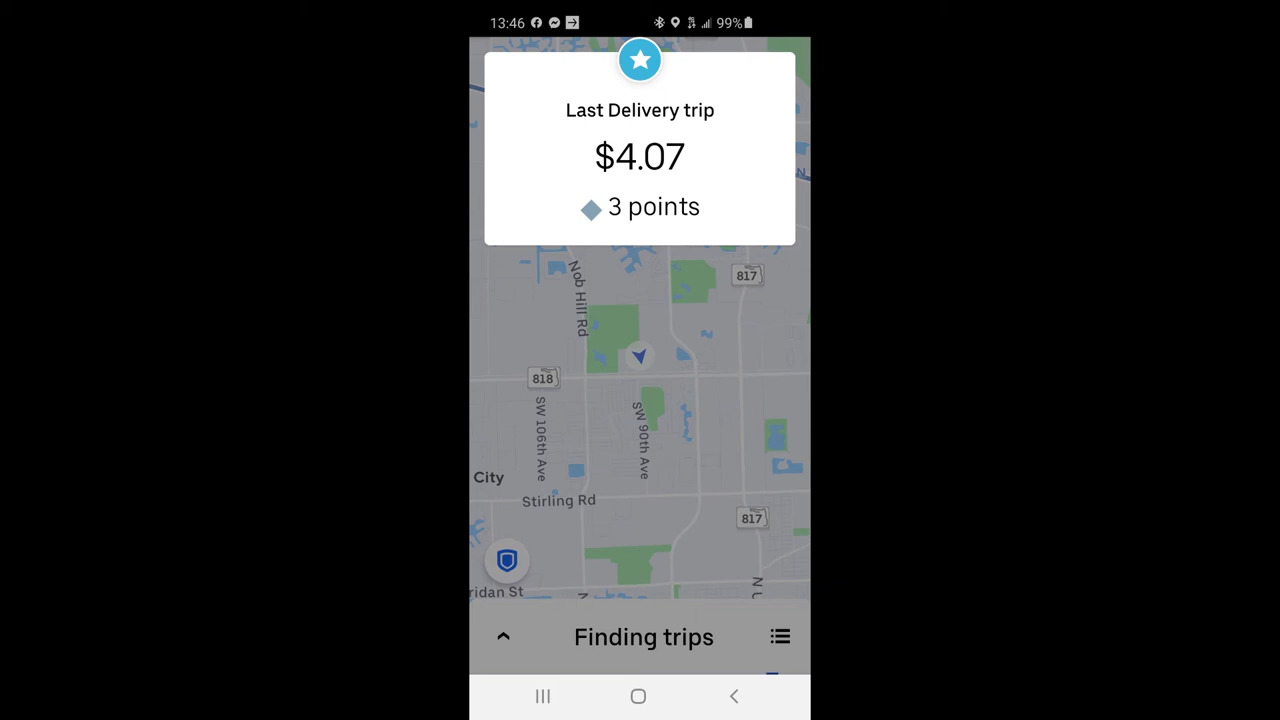 13:46
99%
Last Delivery trip
$4.07
3 points
N
Nob Hill Rd
817
818
SW 106th Ave
SW 90th Ave
City
Stirling Rd
817
ridan St
N
N U
Finding trips